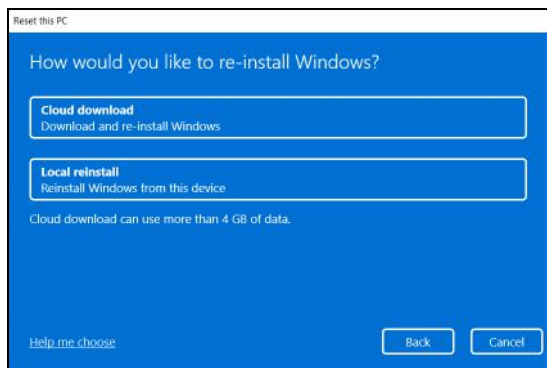 Reset this PC
How would you like to re-install Windows?
Cloud download
Download and re-install Windows
Local reinstall
Reinstall Windows from this device
Cloud download can use more than 4 GB of data.
Help me choose
Back
Cancel